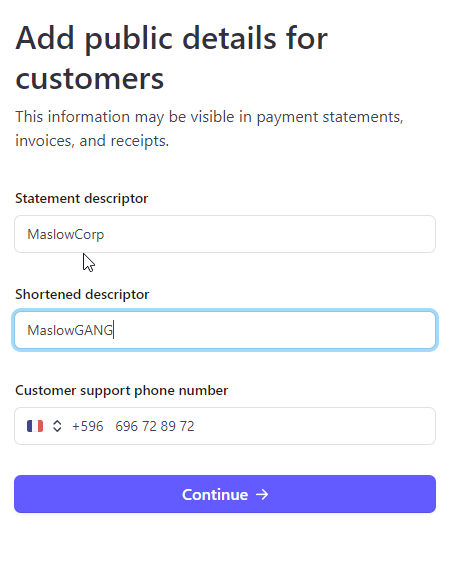 Add public details for
customers
This information may be visible in payment statements,
invoices, and receipts.
Statement descriptor
MaslowCorp
Shortened descriptor
MaslowGANG
Customer support phone number
+596 696 72 89 72
Continue →